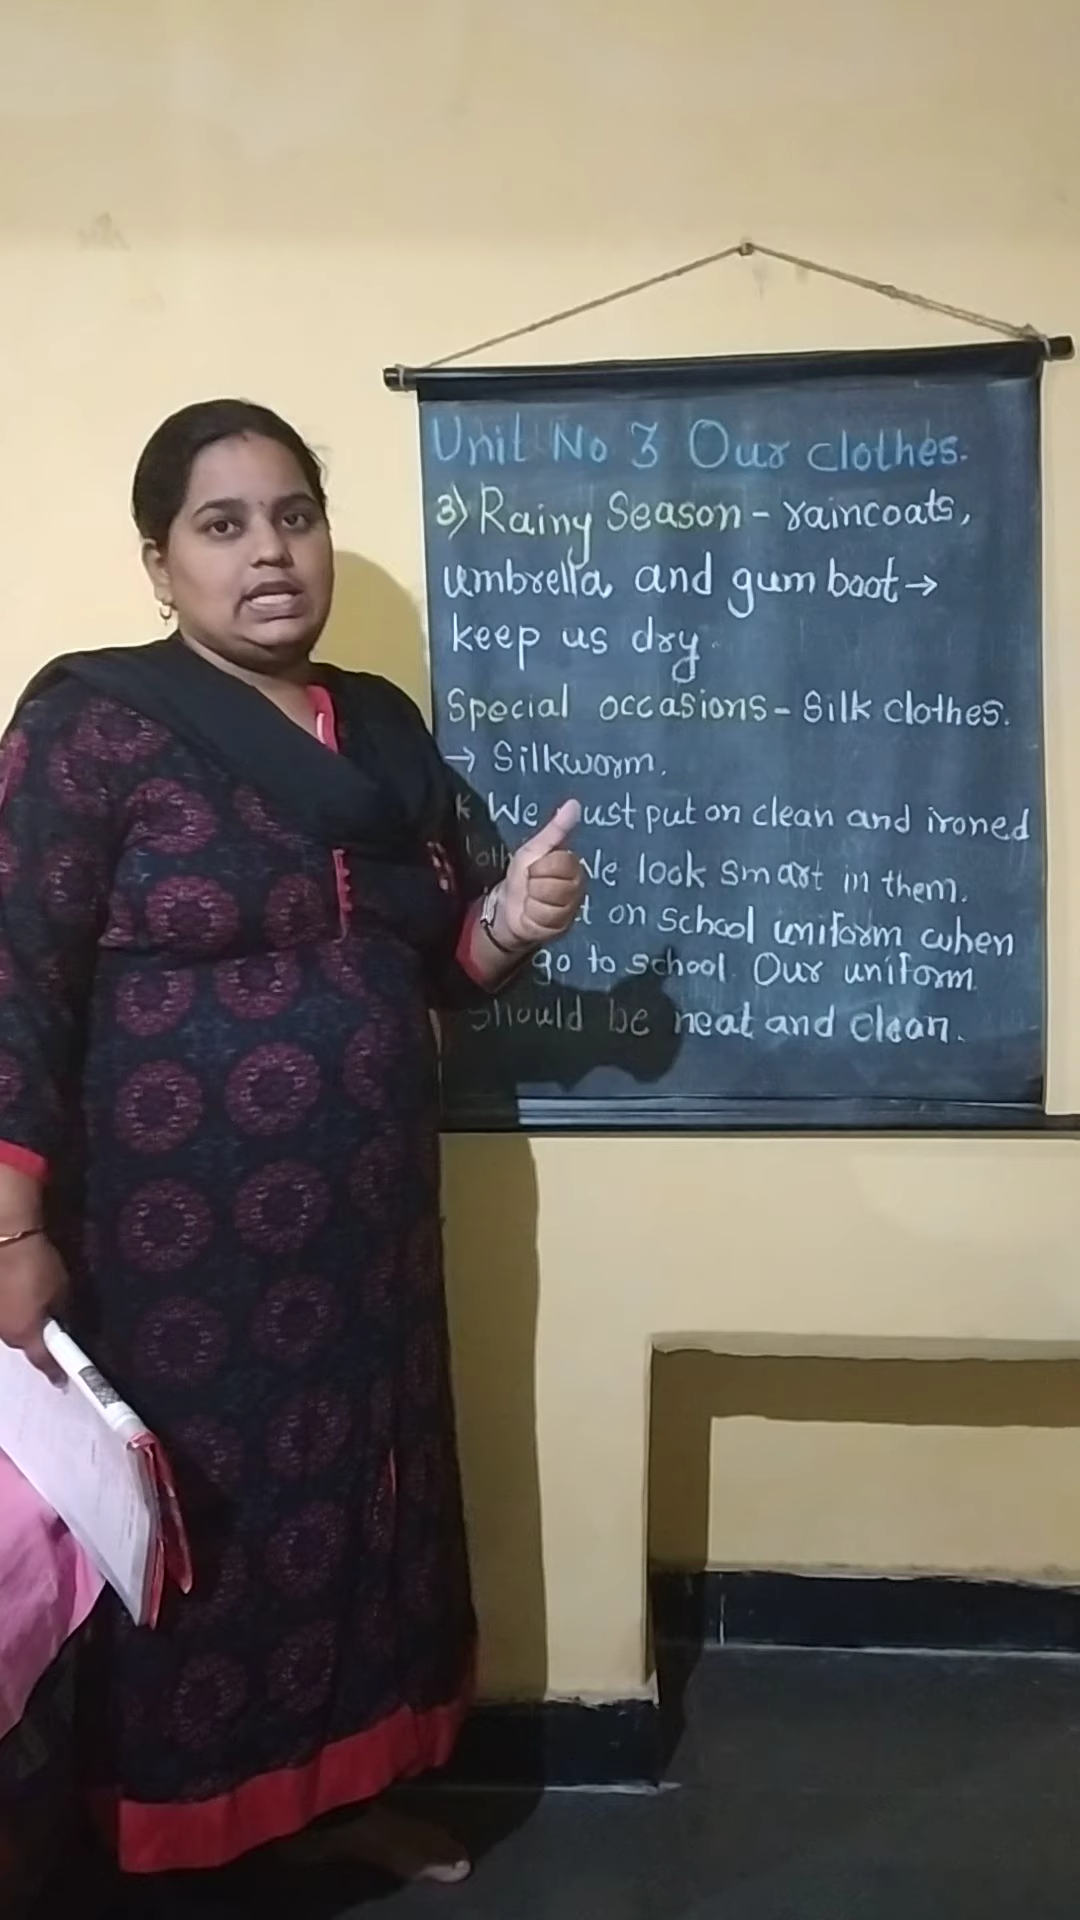 Unit No 3 Our clothes.
3) Rainy Season - raincoats,
umbrella and gum boot →
keep us dry.
Special occasions - Silk clothes.
→ Silkworm.
We must put on clean and ironed
We look smart in them.
on school uniform when
go to school. Our uniform
should be neat and clean.